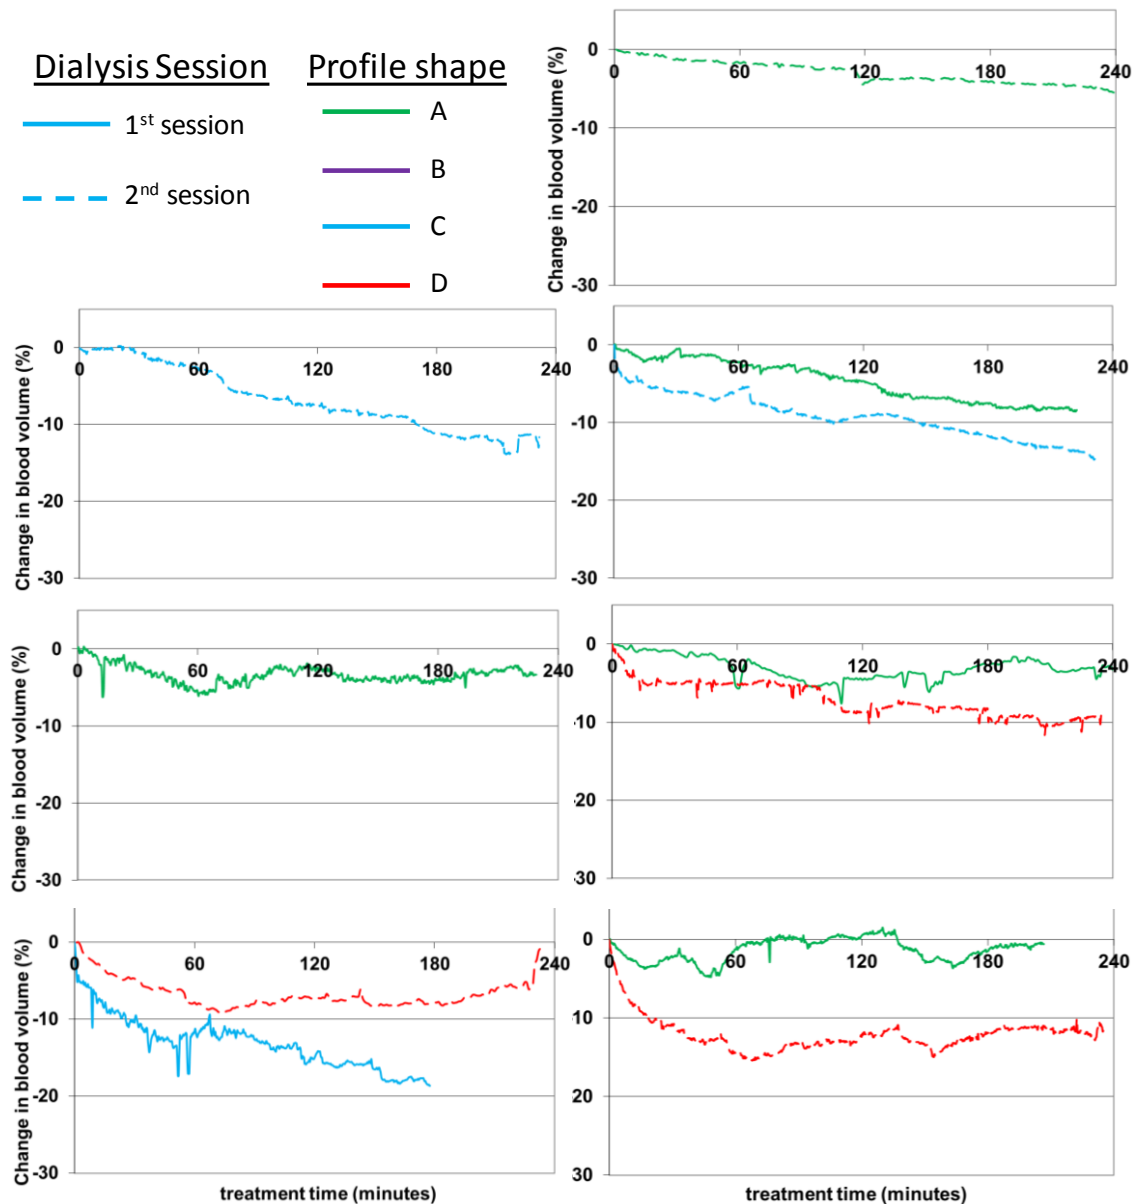 Dialysis Session
Profile shape
1st session
2nd session
A
B
C
D
Change in blood volume (%)
0
-10
-20
-30
0 60 120 180 240
Change in blood volume (%)
0
-10
-20
-30
0 60 120 180 240
0
-10
-20
-30
0 60 120 180 240
Change in blood volume (%)
0
-10
-20
-30
0 60 120 180 240
0
-10
-20
-30
0 60 120 180 240
Change in blood volume (%)
0
-10
-20
-30
0 60 120 180 240
treatment time (minutes)
0
10
20
30
0 60 120 180 240
treatment time (minutes)